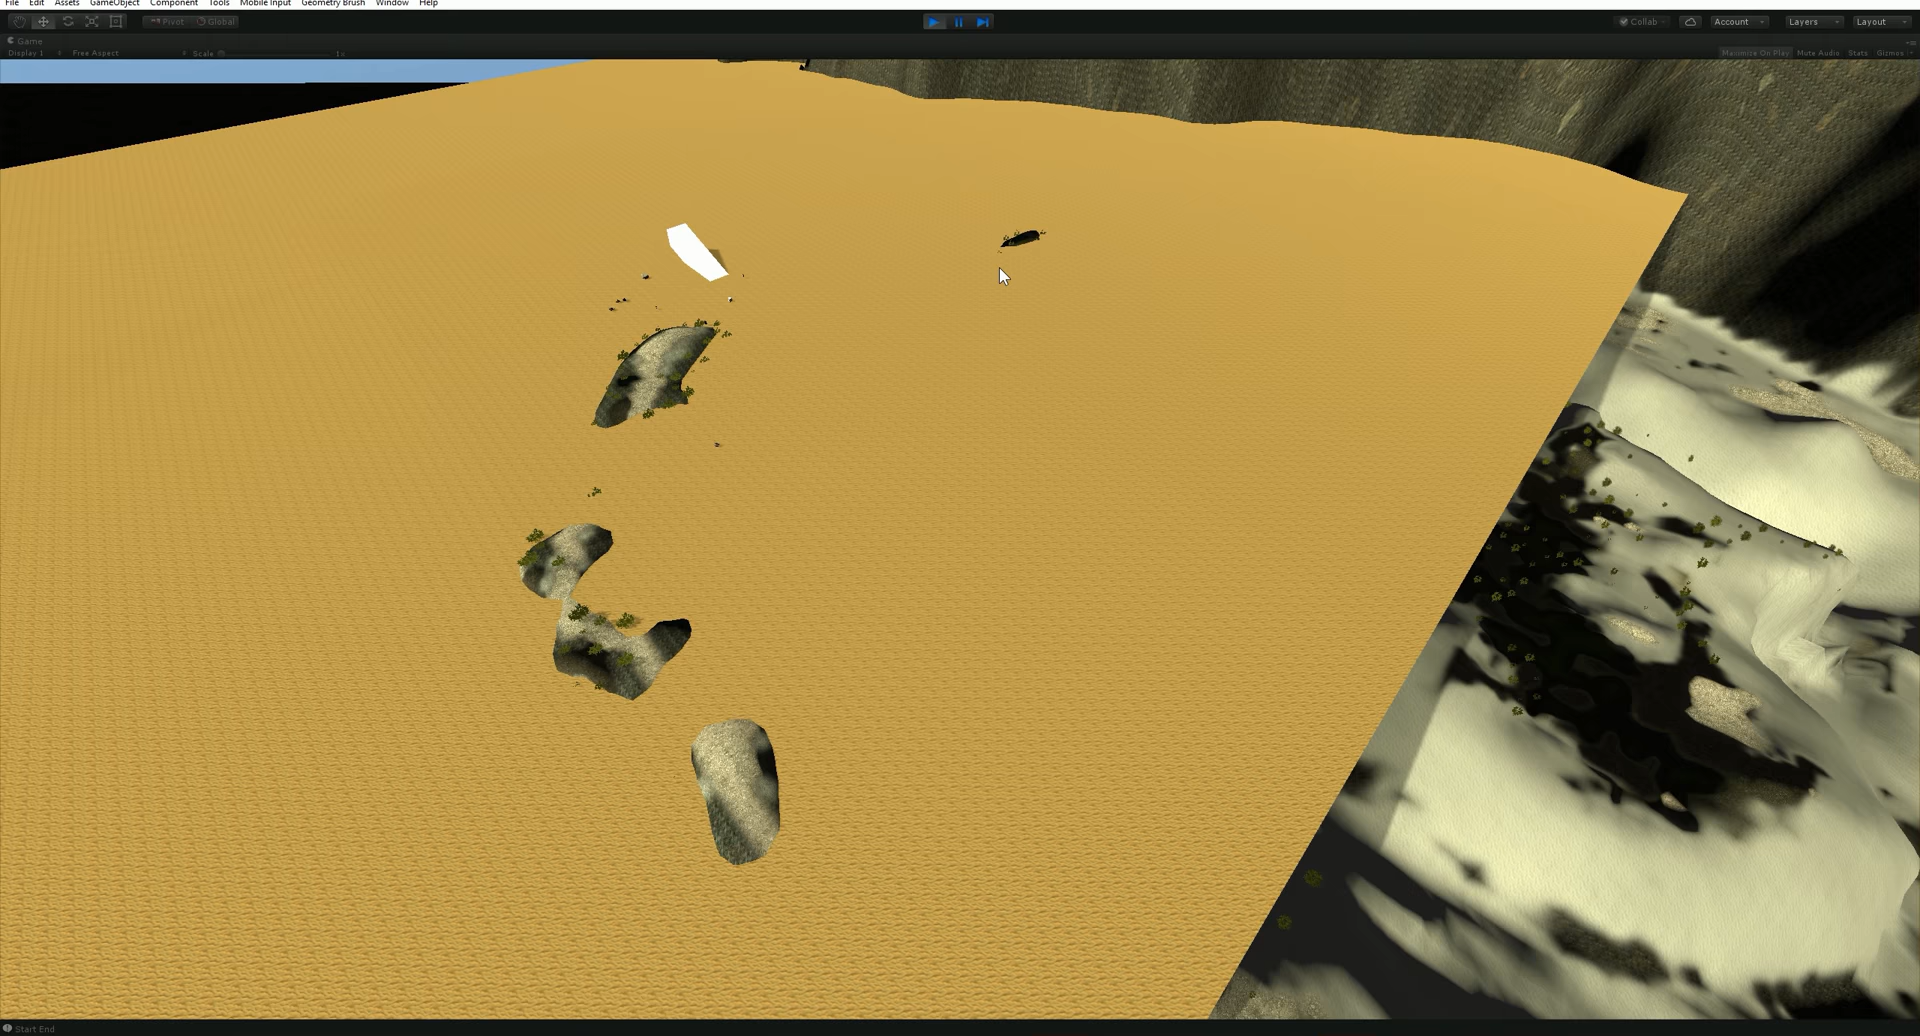 File Edit Assets GameObject Component Tools Mobile Input Geometry Brush Window Help
Pivot Global Collab Account Layers Layout
Game
Display 1 Free Aspect Scale 1x Maximize On Play Mute Audio Stats Gizmos
Start End